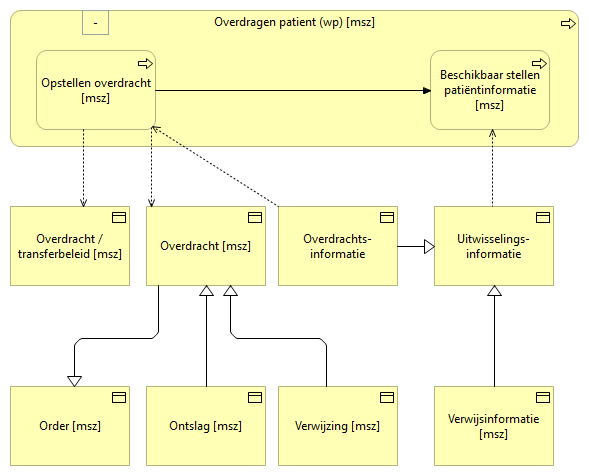 -
Overdragen patient (wp) [msz]
Opstellen overdracht
[msz]
Beschikbaar stellen
patiëntinformatie
[msz]
Overdracht /
transferbeleid [msz]
Overdracht [msz]
Overdrachts-
informatie
Uitwisselings-
informatie
Order [msz]
Ontslag [msz]
Verwijzing [msz]
Verwijsinformatie
[msz]